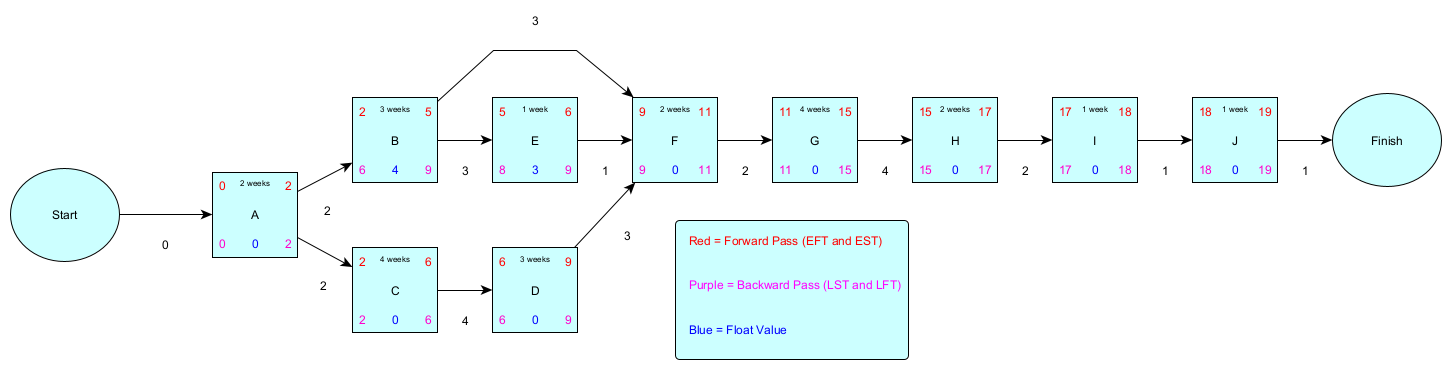 3
2 3 weeks 5
B
6 4 9
3
5 1 week 6
E
8 3 9
1
9 2 weeks 11
F
9 0 11
2
11 4 weeks 15
G
11 0 15
4
15 2 weeks 17
H
15 0 17
2
17 1 week 18
I
17 0 18
1
18 1 week 19
J
18 0 19
1
Finish
Start
0
0 2 weeks 2
A
0 0 2
2
2
2 4 weeks 6
C
2 0 6
4
6 3 weeks 9
D
6 0 9
3
Red = Forward Pass (EFT and EST)
Purple = Backward Pass (LST and LFT)
Blue = Float Value